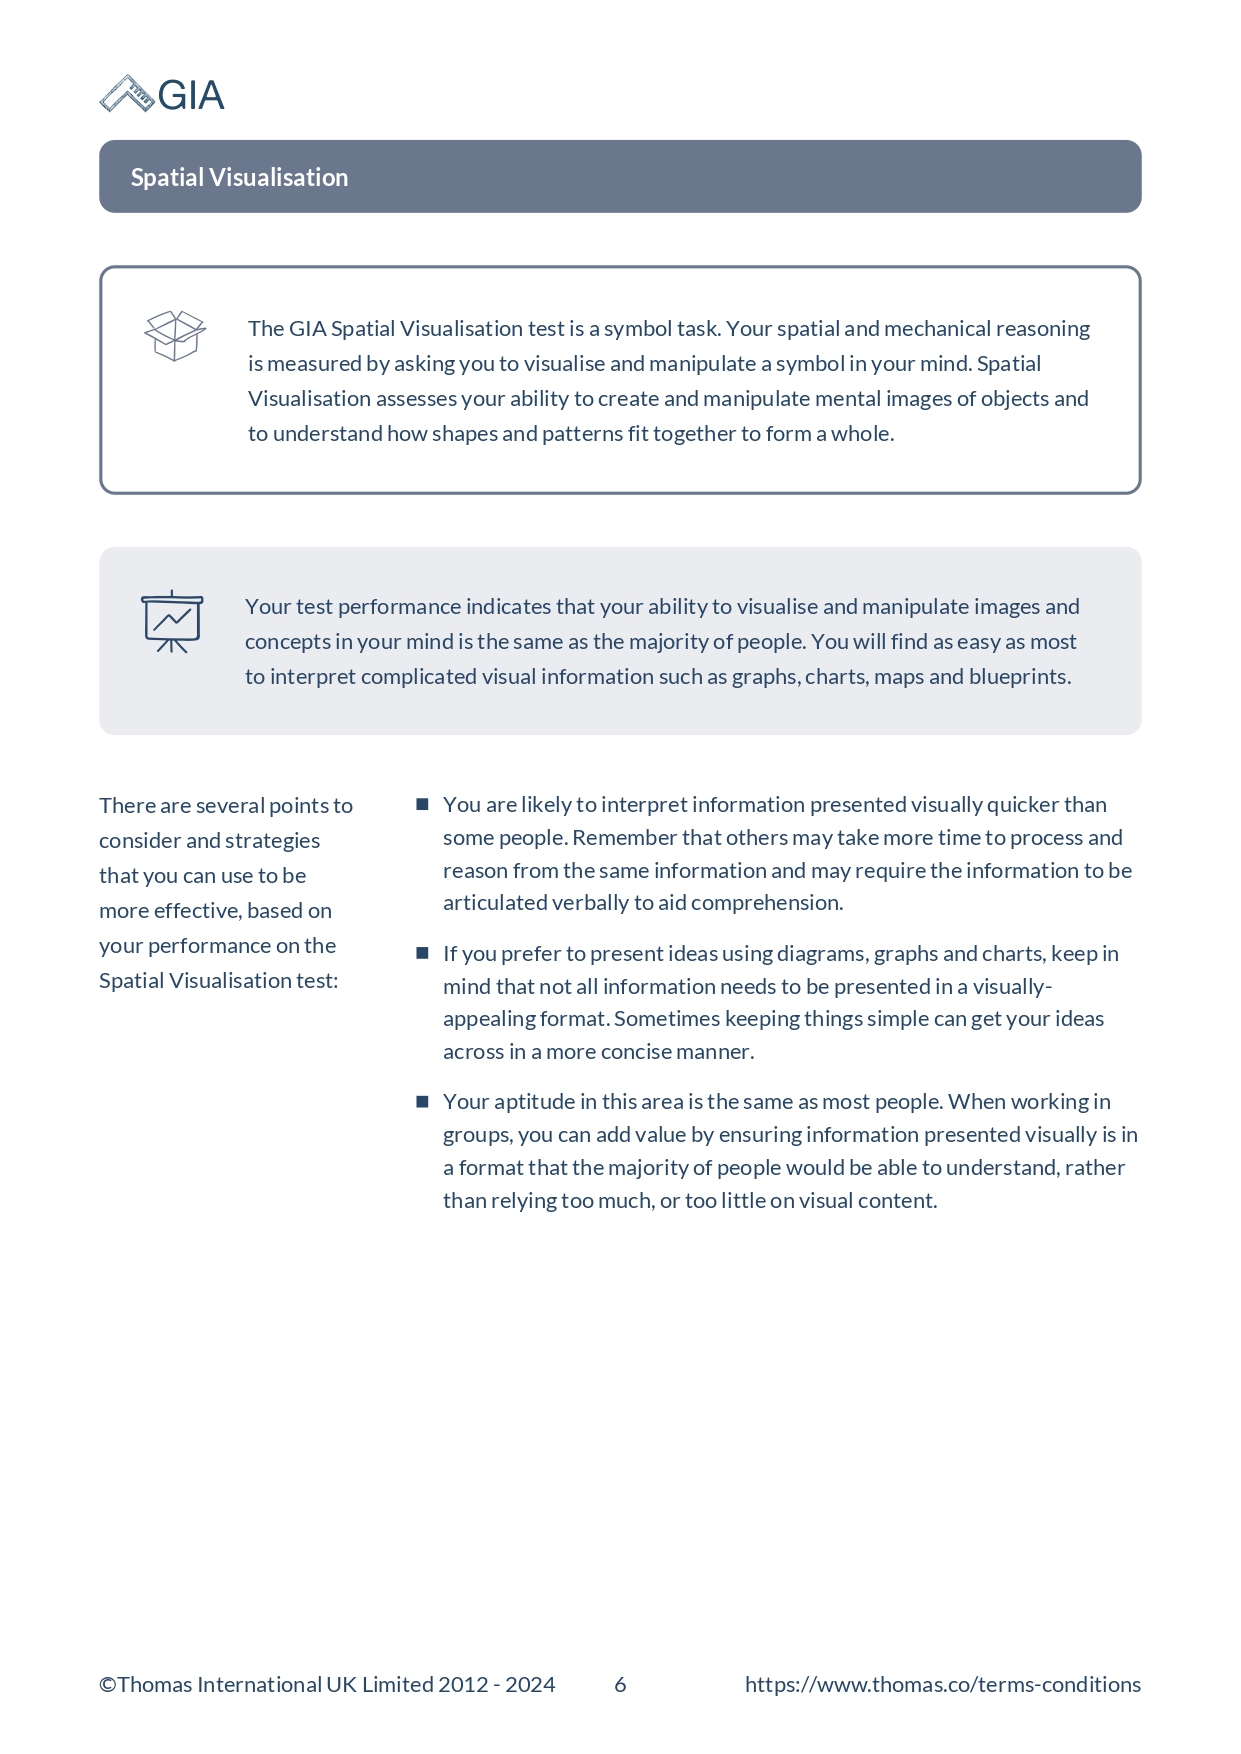 GIA
Spatial Visualisation
The GIA Spatial Visualisation test is a symbol task. Your spatial and mechanical reasoning
is measured by asking you to visualise and manipulate a symbol in your mind. Spatial
Visualisation assesses your ability to create and manipulate mental images of objects and
to understand how shapes and patterns fit together to form a whole.
Your test performance indicates that your ability to visualise and manipulate images and
concepts in your mind is the same as the majority of people. You will find as easy as most
to interpret complicated visual information such as graphs, charts, maps and blueprints.
There are several points to
consider and strategies
that you can use to be
more effective, based on
your performance on the
Spatial Visualisation test:
■ You are likely to interpret information presented visually quicker than
some people. Remember that others may take more time to process and
reason from the same information and may require the information to be
articulated verbally to aid comprehension.
■ If you prefer to present ideas using diagrams, graphs and charts, keep in
mind that not all information needs to be presented in a visually-
appealing format. Sometimes keeping things simple can get your ideas
across in a more concise manner.
■ Your aptitude in this area is the same as most people. When working in
groups, you can add value by ensuring information presented visually is in
a format that the majority of people would be able to understand, rather
than relying too much, or too little on visual content.
©Thomas International UK Limited 2012 - 2024 6 https://www.thomas.co/terms-conditions